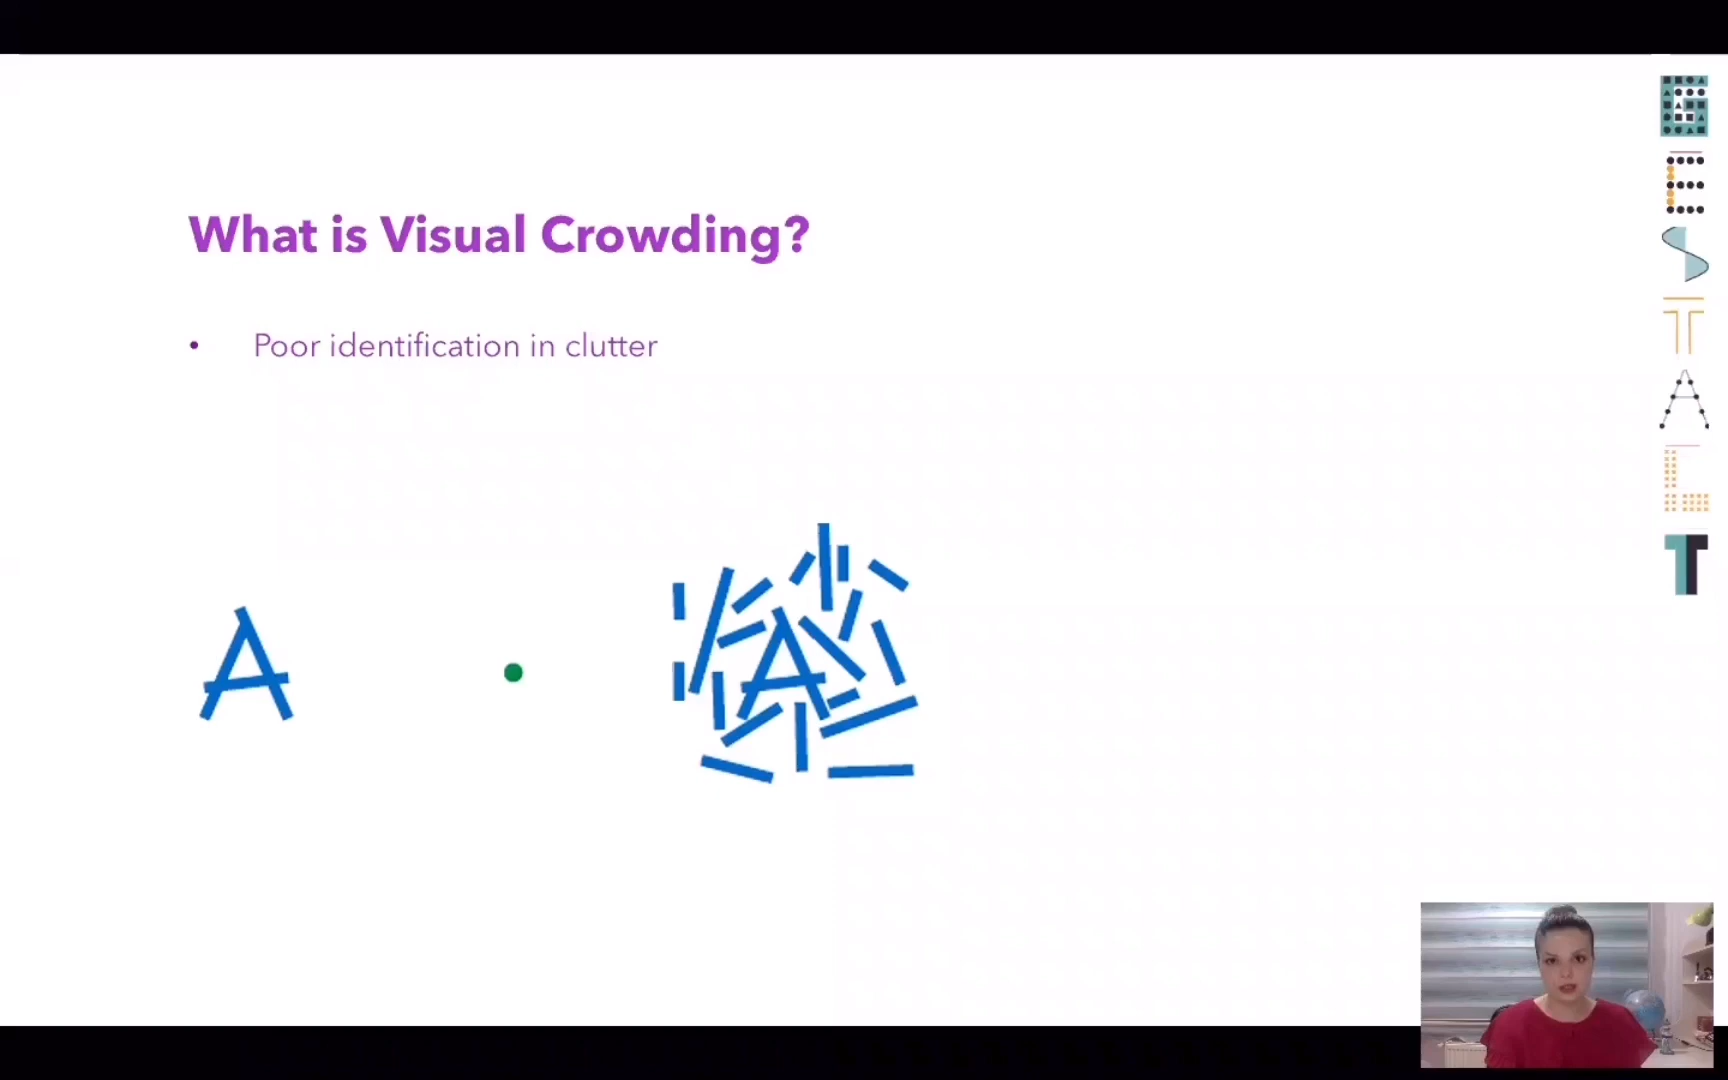 What is Visual Crowding?
• Poor identification in clutter
A
A
G
E
S
T
A
L
T